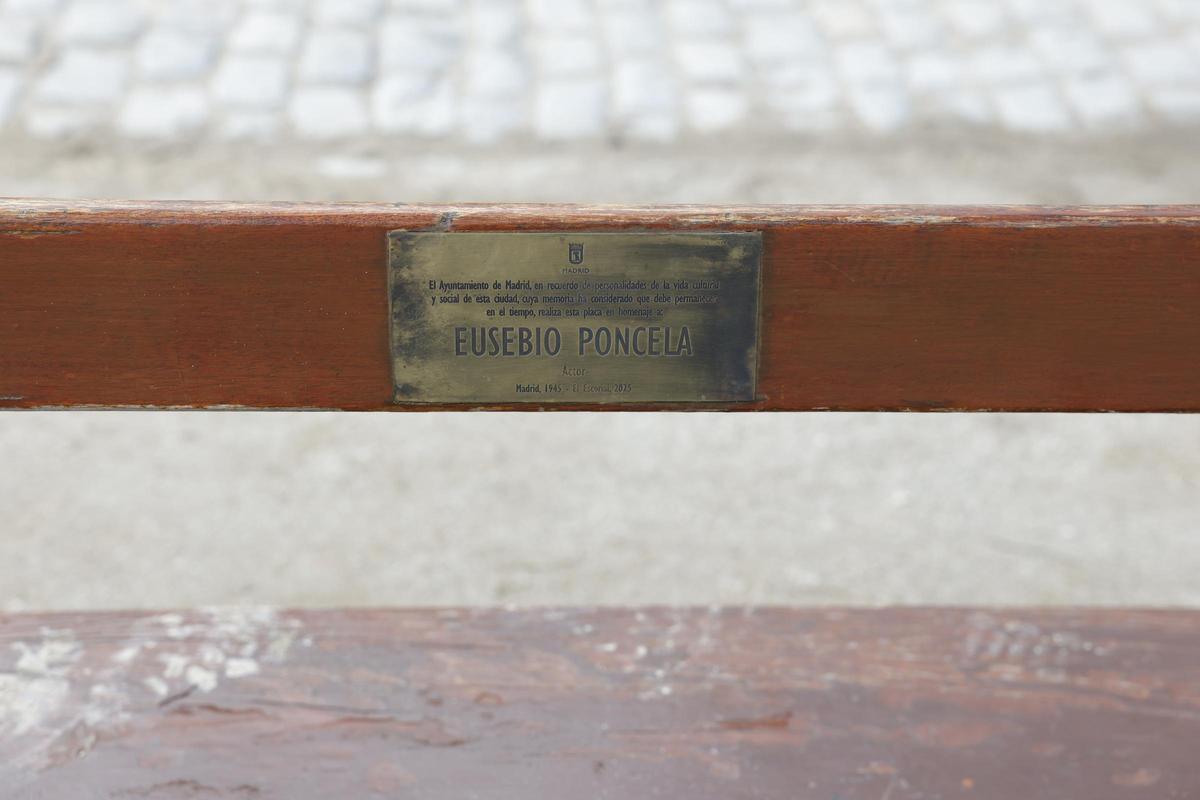 MADRID
El Ayuntamiento de Madrid, en recuerdo de personalidades de la vida cultural
y social de esta ciudad, cuya memoria ha considerado que debe permanecer
en el tiempo, realiza esta placa en homenaje a:
EUSEBIO PONCELA
Actor
Madrid, 1945 - El Escorial, 2025